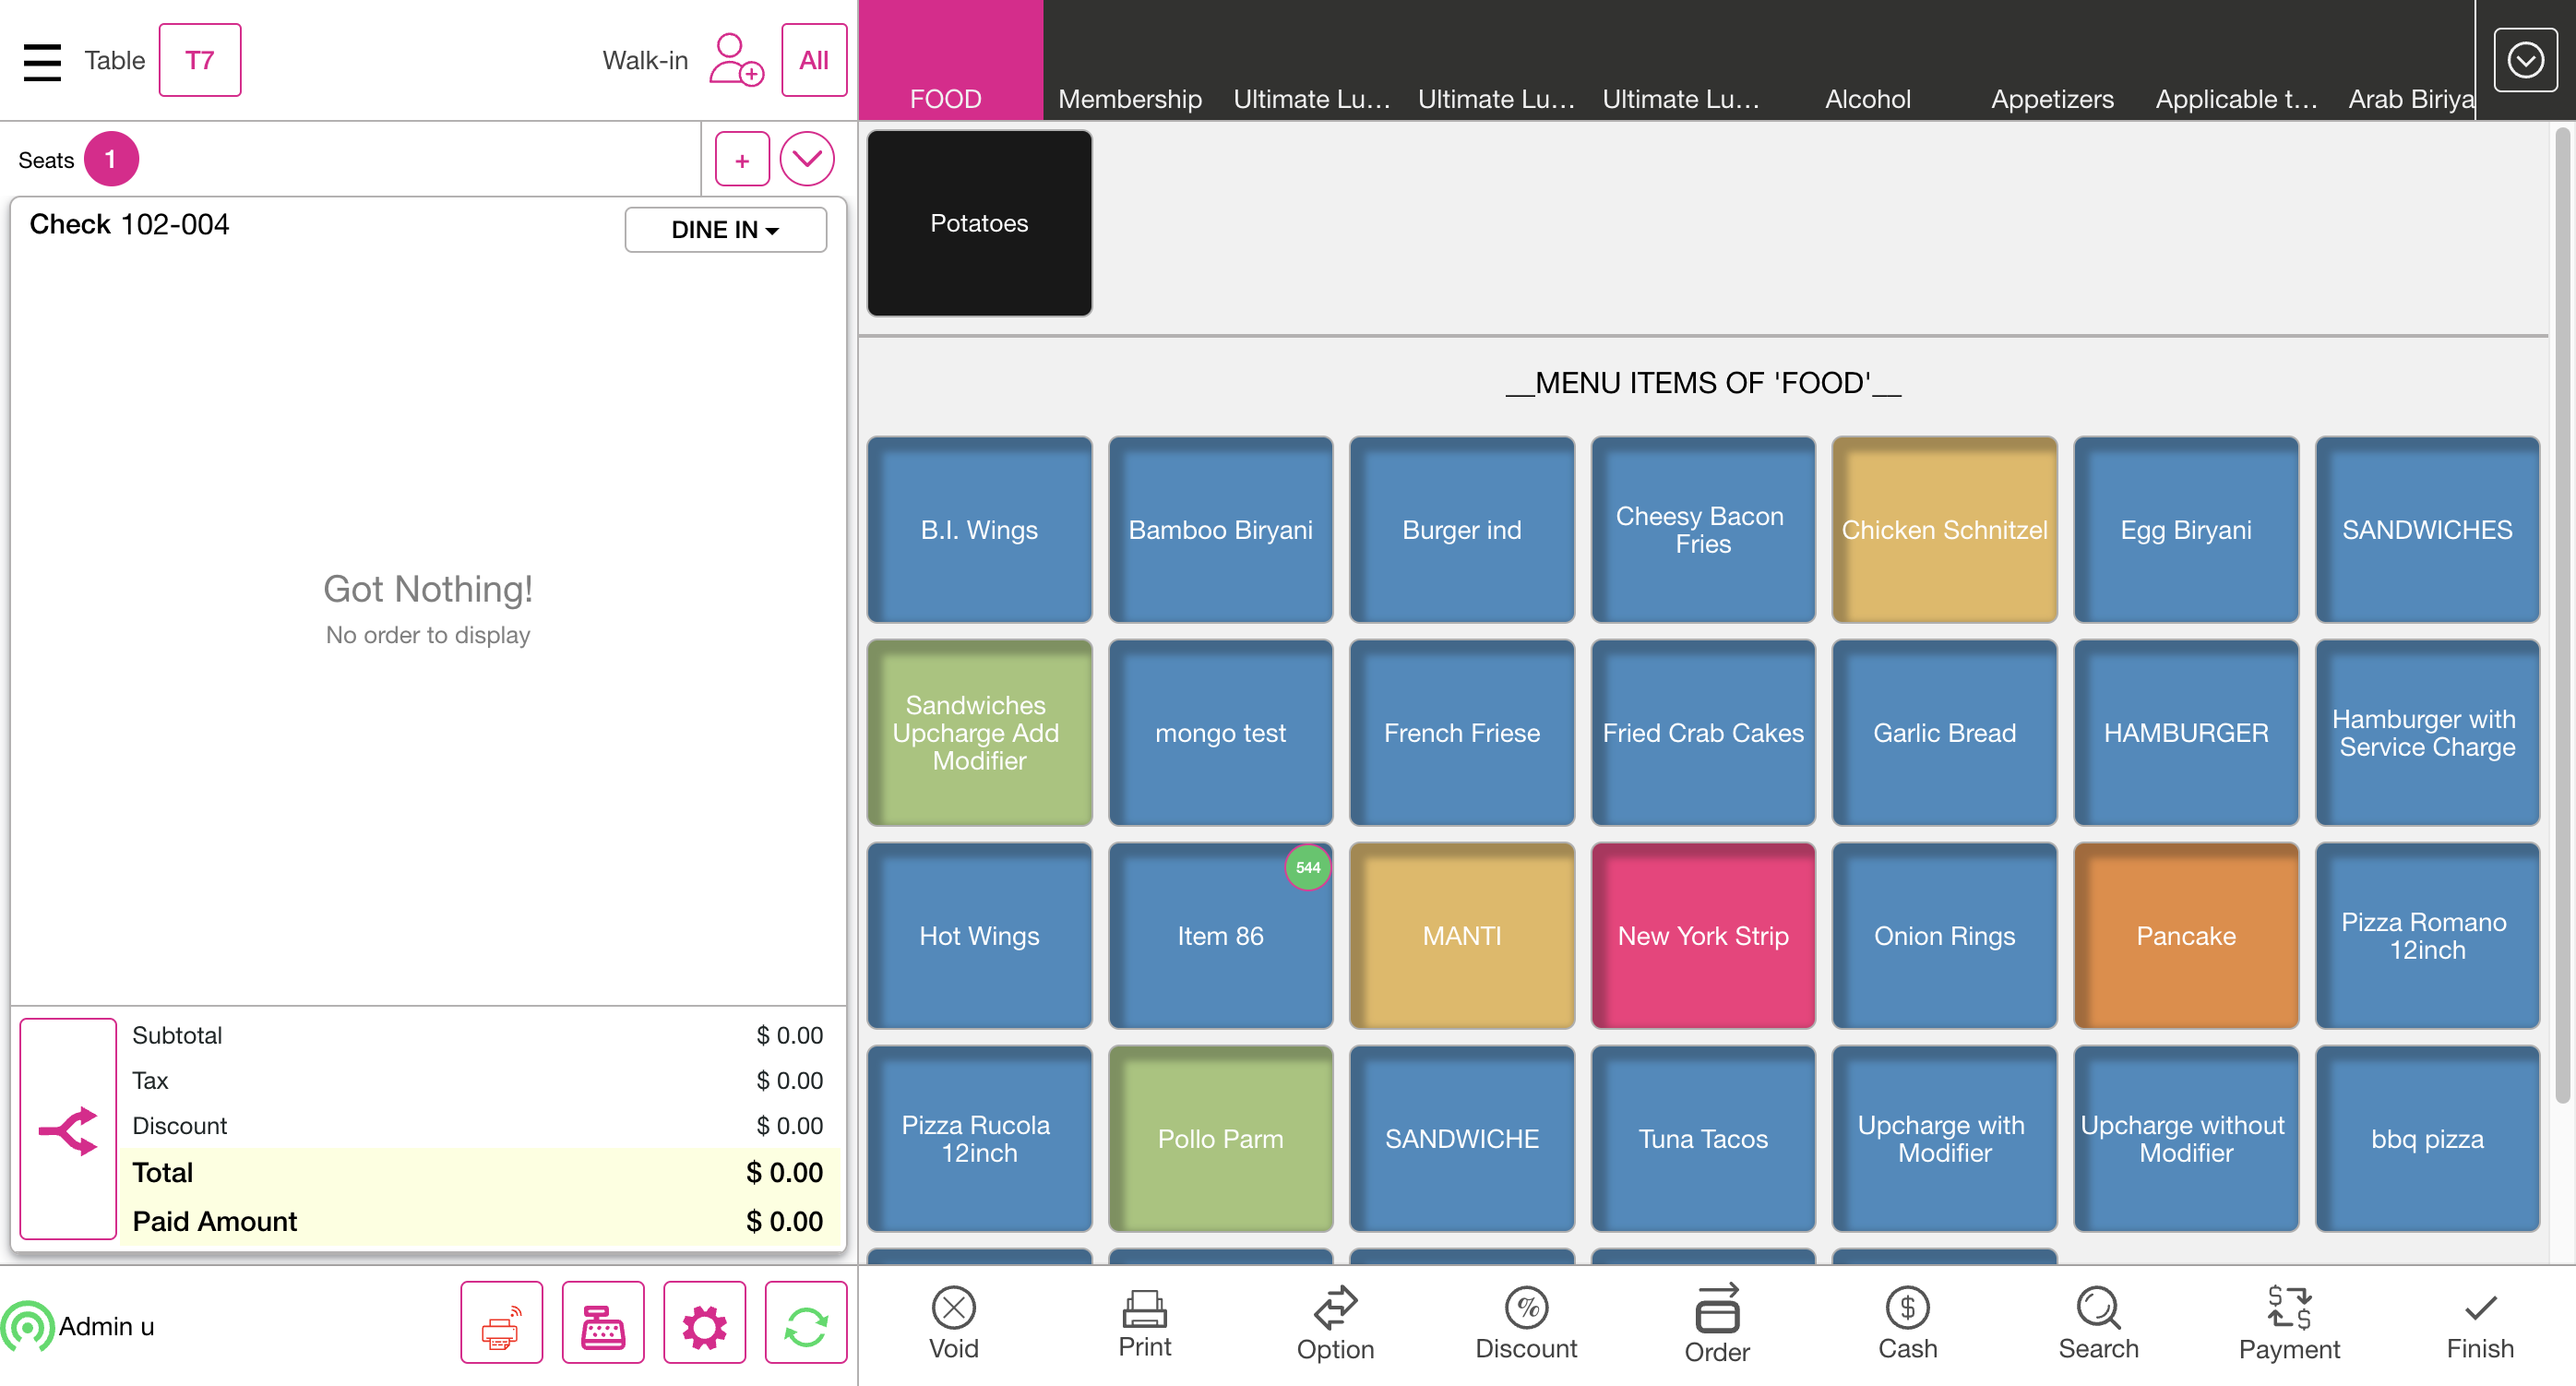 Table T7 Walk-in All
FOOD Membership Ultimate Lu... Ultimate Lu... Ultimate Lu... Alcohol Appetizers Applicable t... Arab Biriya
Seats 1 +
Check 102-004 DINE IN
Got Nothing!
No order to display
Subtotal $ 0.00
Tax $ 0.00
Discount $ 0.00
Total $ 0.00
Paid Amount $ 0.00
Admin u
Potatoes
__MENU ITEMS OF 'FOOD'__
B.I. Wings
Bamboo Biryani
Burger ind
Cheesy Bacon
Fries
Chicken Schnitzel
Egg Biryani
SANDWICHES
Sandwiches
Upcharge Add
Modifier
mongo test
French Friese
Fried Crab Cakes
Garlic Bread
HAMBURGER
Hamburger with
Service Charge
Hot Wings
544
Item 86
MANTI
New York Strip
Onion Rings
Pancake
Pizza Romano
12inch
Pizza Rucola
12inch
Pollo Parm
SANDWICHE
Tuna Tacos
Upcharge with
Modifier
Upcharge without
Modifier
bbq pizza
Void Print Option Discount Order Cash Search Payment Finish